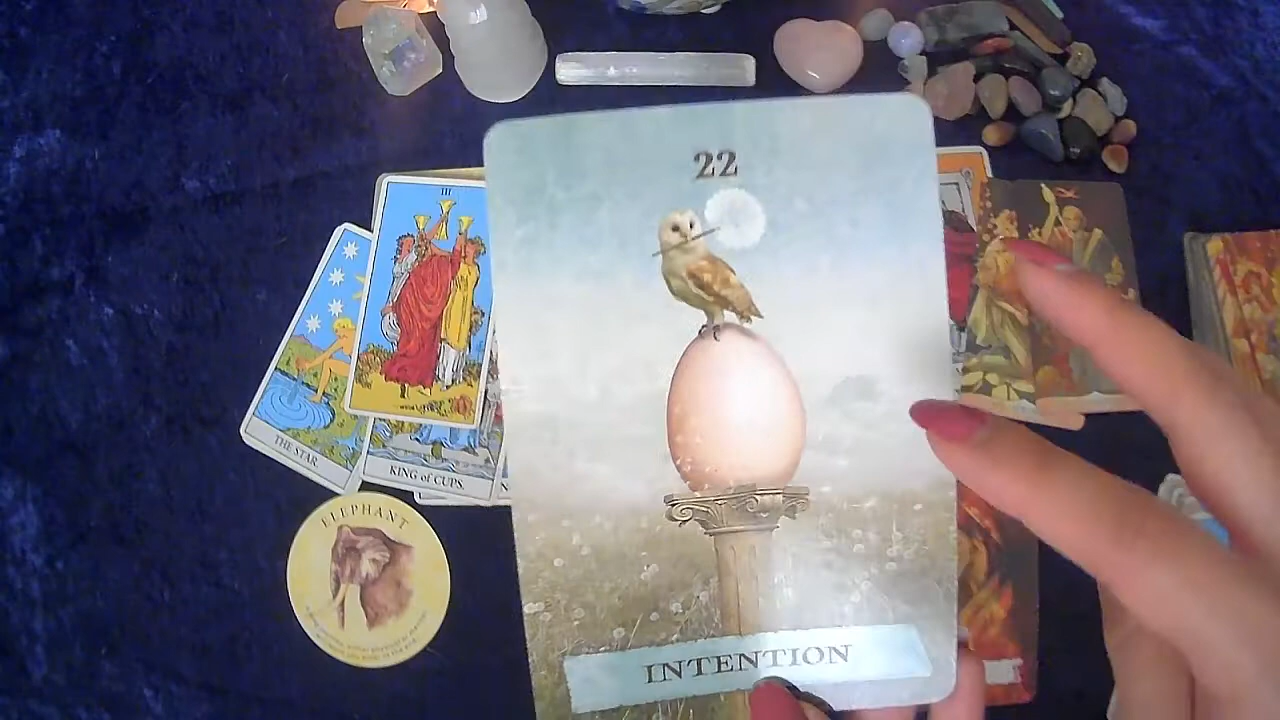 22
INTENTION
III
THE STAR.
KING of CUPS.
N
ELEPHANT